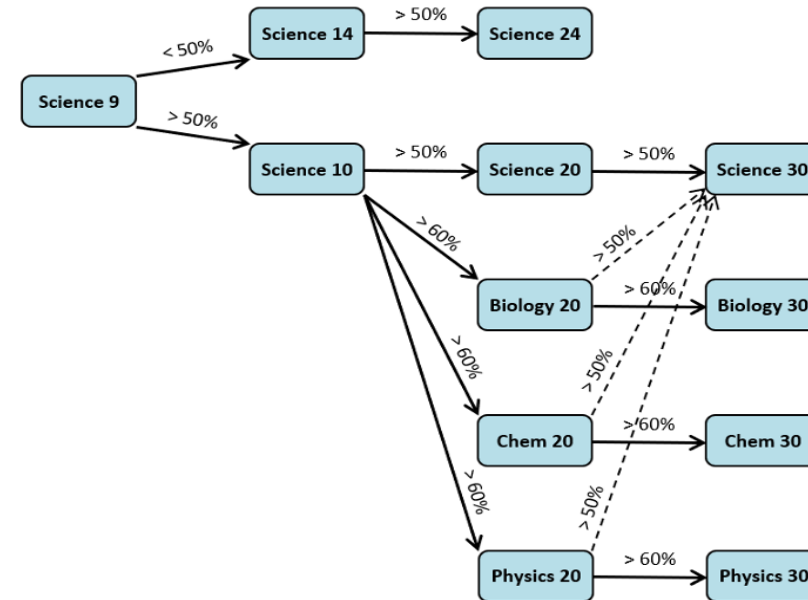 Science 14
> 50%
Science 24
< 50%
Science 9
> 50%
Science 10
> 50%
Science 20
> 50%
Science 30
> 60%
> 50%
Biology 20
> 60%
Biology 30
> 60%
> 50%
Chem 20
> 60%
Chem 30
> 60%
> 50%
Physics 20
> 60%
Physics 30